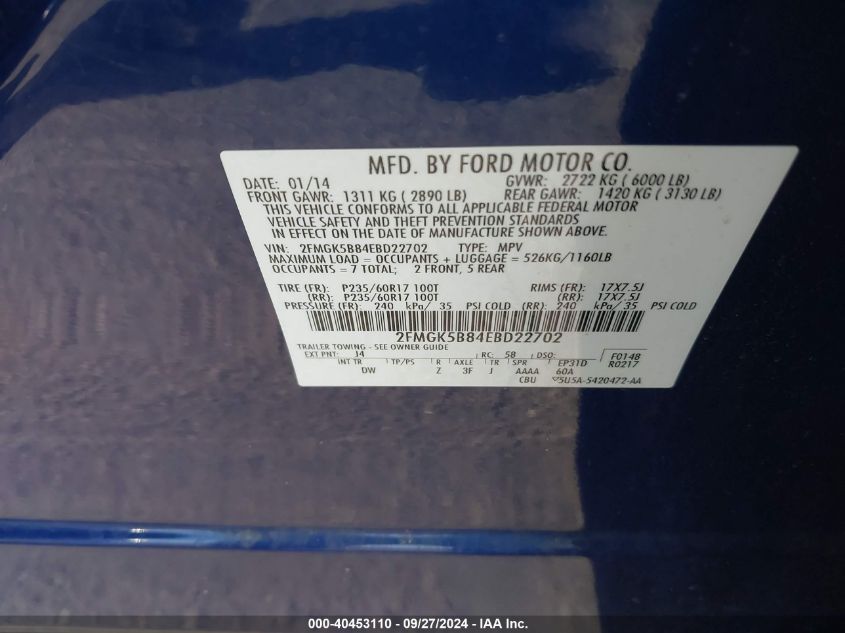 MFD. BY FORD MOTOR CO.
DATE: 01/14 GVWR: 2722 KG ( 6000 LB)
FRONT GAWR: 1311 KG ( 2890 LB) REAR GAWR: 1420 KG ( 3130 LB)
THIS VEHICLE CONFORMS TO ALL APPLICABLE FEDERAL MOTOR
VEHICLE SAFETY AND THEFT PREVENTION STANDARDS
IN EFFECT ON THE DATE OF MANUFACTURE SHOWN ABOVE.
VIN: 2FMGK5B84EBD22702 TYPE: MPV
MAXIMUM LOAD = OCCUPANTS + LUGGAGE = 526KG/1160LB
OCCUPANTS = 7 TOTAL; 2 FRONT, 5 REAR
TIRE (FR): P235/60R17 100T RIMS (FR): 17X7.5J
(RR): P235/60R17 100T (RR): 17X7.5J
PRESSURE (FR): 240 kPa/ 35 PSI COLD (RR): 240 kPa/ 35 PSI COLD
2FMGK5B84EBD22702
TRAILER TOWING - SEE OWNER GUIDE
EXT PNT: J4 RC: 58 DSO: F0148
INT TR TP/PS R AXLE TR SPR EP31D R0217
DW Z 3F J AAAA 60A
CBU 5U5A-5420472-AA
000-40453110 - 09/27/2024 - IAA Inc.